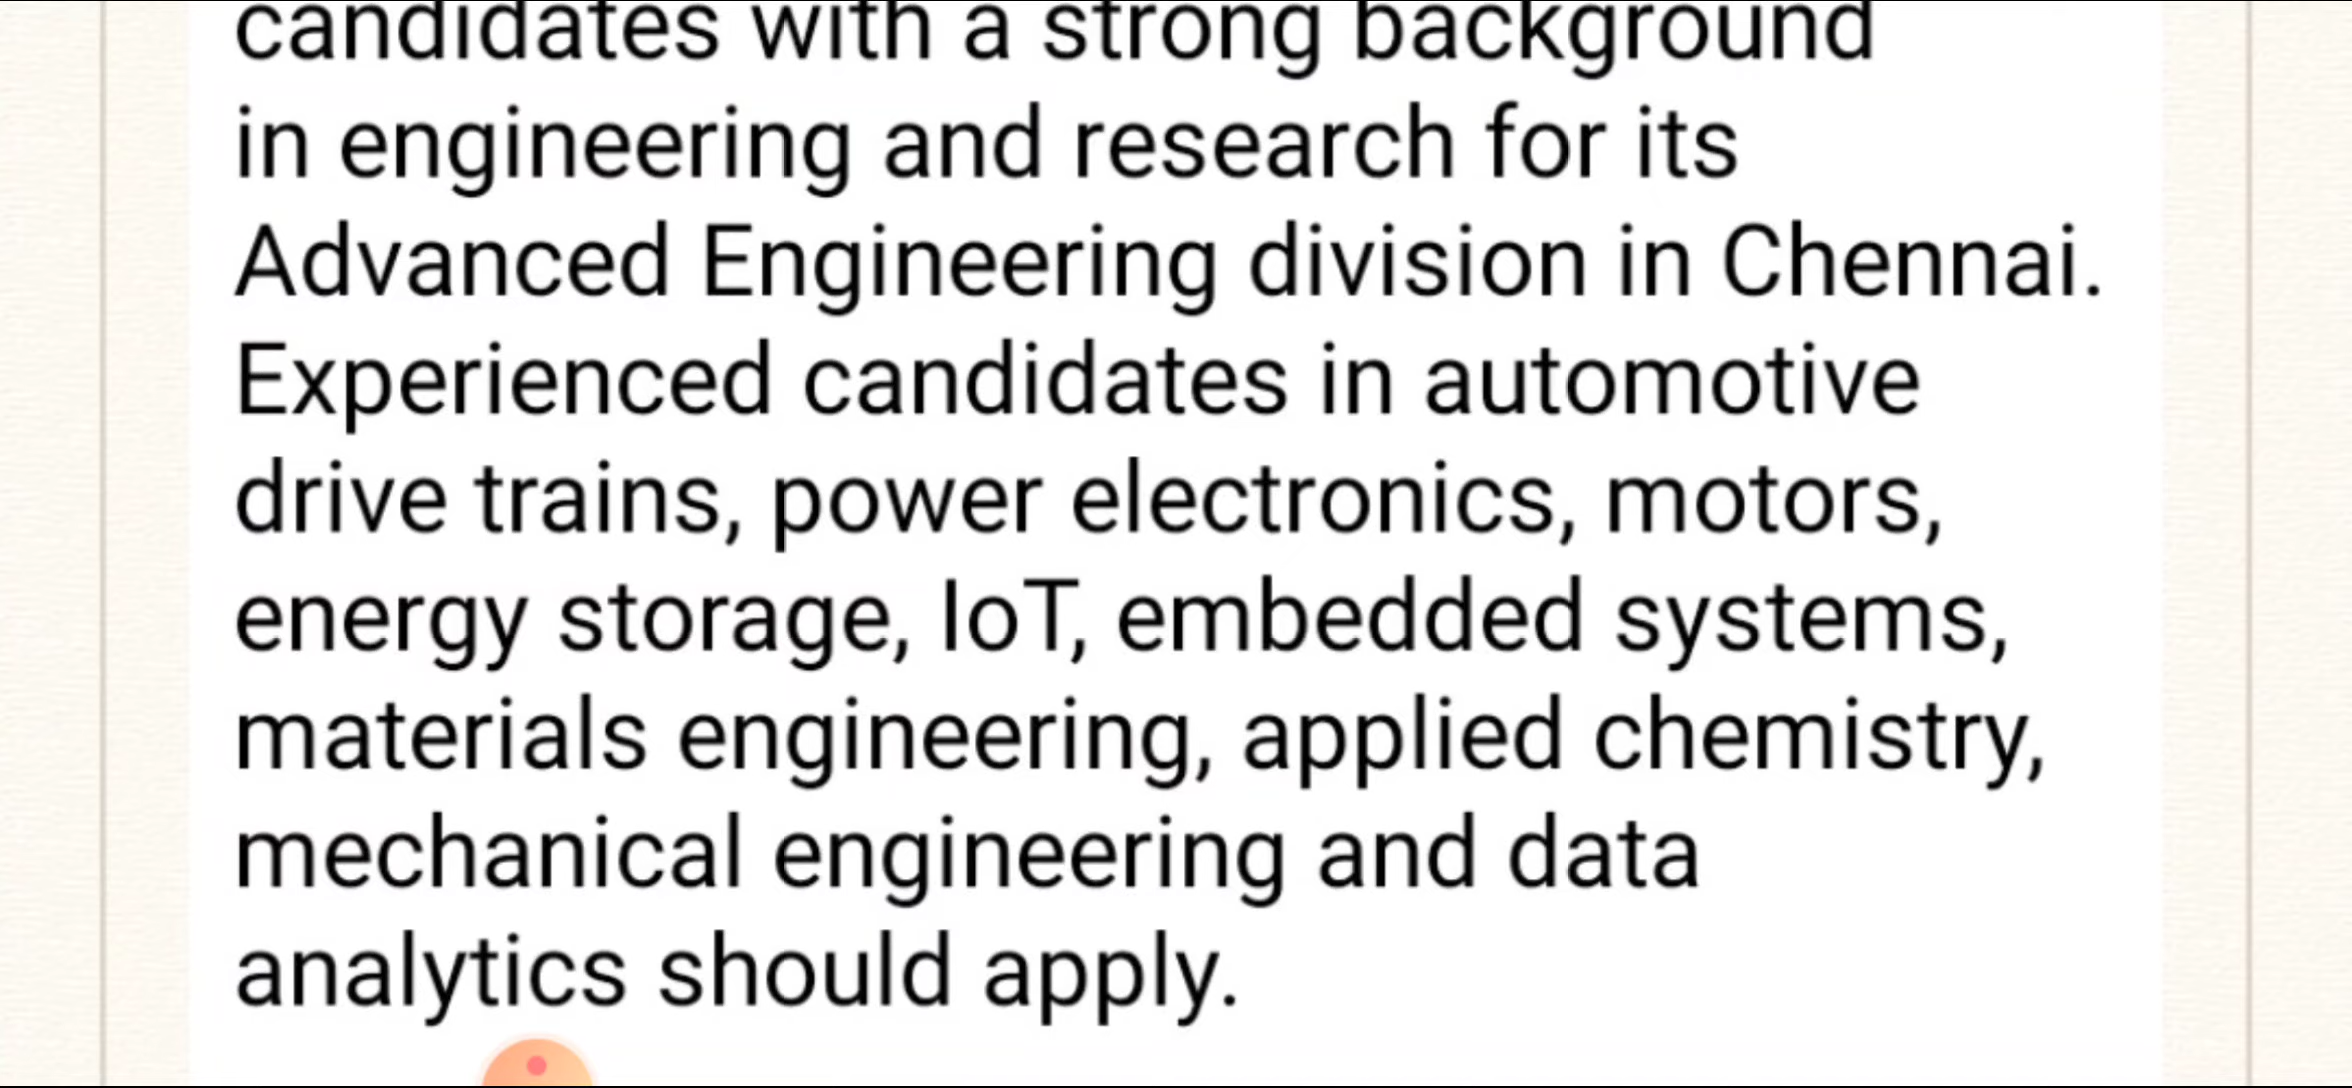 candidates with a strong background
in engineering and research for its
Advanced Engineering division in Chennai.
Experienced candidates in automotive
drive trains, power electronics, motors,
energy storage, IoT, embedded systems,
materials engineering, applied chemistry,
mechanical engineering and data
analytics should apply.